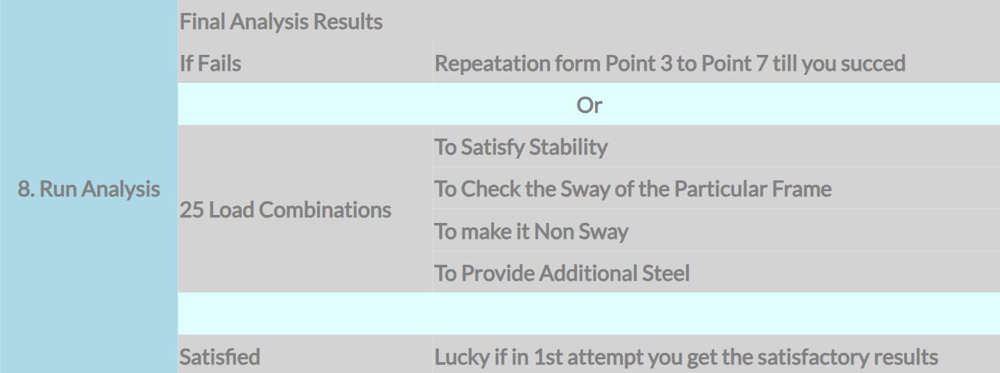 Final Analysis Results
If Fails
Repeatation form Point 3 to Point 7 till you succed
Or
8. Run Analysis
25 Load Combinations
To Satisfy Stability
To Check the Sway of the Particular Frame
To make it Non Sway
To Provide Additional Steel
Satisfied
Lucky if in 1st attempt you get the satisfactory results